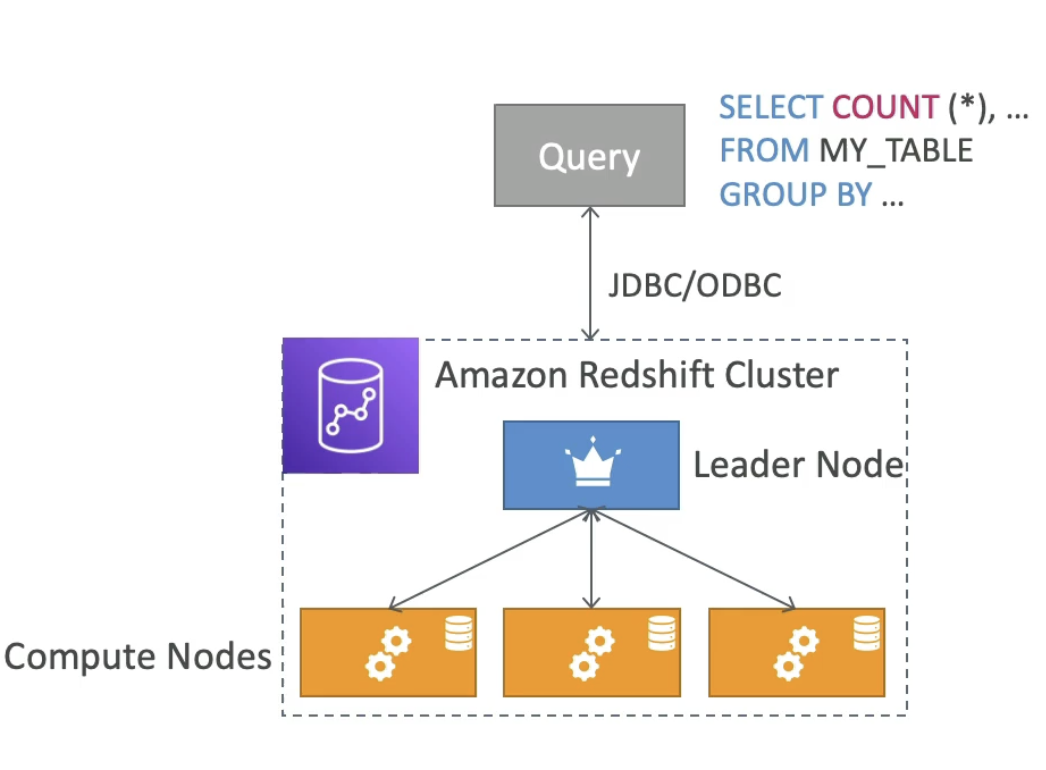 Query
SELECT COUNT (*), ...
FROM MY_TABLE
GROUP BY ...
JDBC/ODBC
Amazon Redshift Cluster
Leader Node
Compute Nodes